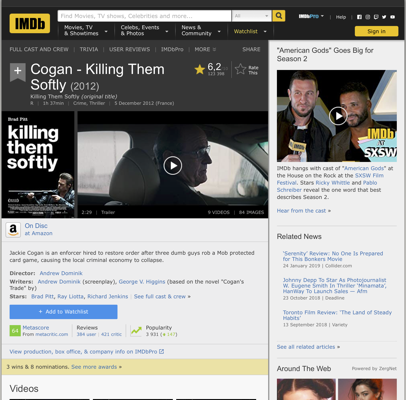 IMDb
Find Movies, TV shows, Celebrities and more...
All
IMDbPro
Help
Movies, TV & Showtimes
Celebs, Events & Photos
News & Community
Watchlist
Sign in
FULL CAST AND CREW | TRIVIA | USER REVIEWS | IMDbPro | MORE
SHARE
Cogan - Killing Them Softly (2012)
Killing Them Softly (original title)
R | 1h 37min | Crime, Thriller | 5 December 2012 (France)
6,2
Rate This
Brad Pitt
killing them softly
2:29 | Trailer
9 VIDEOS | 84 IMAGES
On Disc
at Amazon
Jackie Cogan is an enforcer hired to restore order after three dumb guys rob a Mob protected
card game, causing the local criminal economy to collapse.
Director: Andrew Dominik
Writers: Andrew Dominik (screenplay), George V. Higgins (based on the novel "Cogan's
Trade" by)
Stars: Brad Pitt, Ray Liotta, Richard Jenkins | See full cast & crew »
+ Add to Watchlist
64
Metascore
From metacritic.com
Reviews
384 user | 421 critic
Popularity
View production, box office, & company info on IMDbPro
3 wins & 8 nominations. See more awards »
Videos
"American Gods" Goes Big for
Season 2
IMDb
at
SXSW
IMDb hangs with cast of "American Gods" at
the House on the Rock at the SXSW Film
Festival. Stars Ricky Whittle and Pablo
Schreiber reveal the one word that best
describes Season 2.
Hear from the cast »
Related News
'Serenity' Review: No One Is Prepared
for This Bonkers Movie
24 January 2019 | Collider.com
Johnny Depp To Star As Photojournalist
W. Eugene Smith In Thriller 'Minamata',
HanWay To Launch Sales — Afm
23 October 2018 | Deadline
Toronto Film Review: 'The Land of Steady
Habits'
13 September 2018 | Variety
See all related articles »
Around The Web
Powered by ZergNet